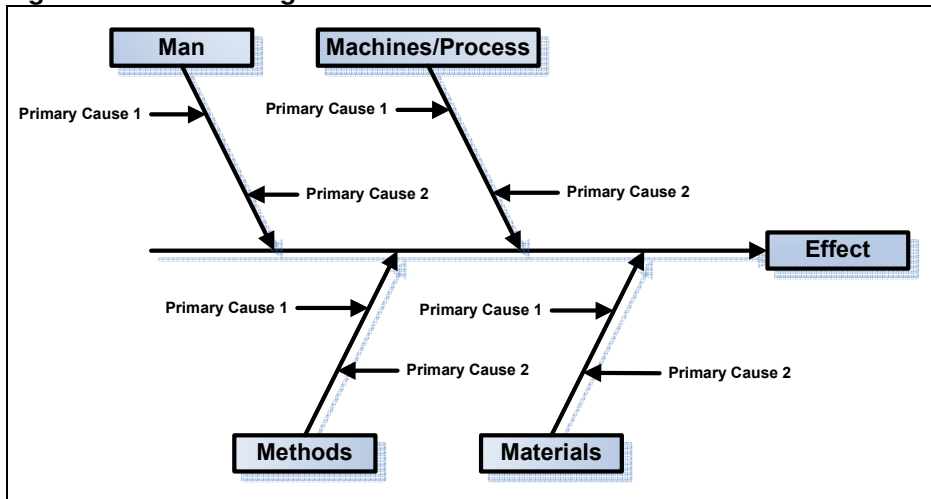 Man
Machines/Process
Primary Cause 1
Primary Cause 1
Primary Cause 2
Primary Cause 2
Effect
Primary Cause 1
Primary Cause 1
Primary Cause 2
Primary Cause 2
Methods
Materials